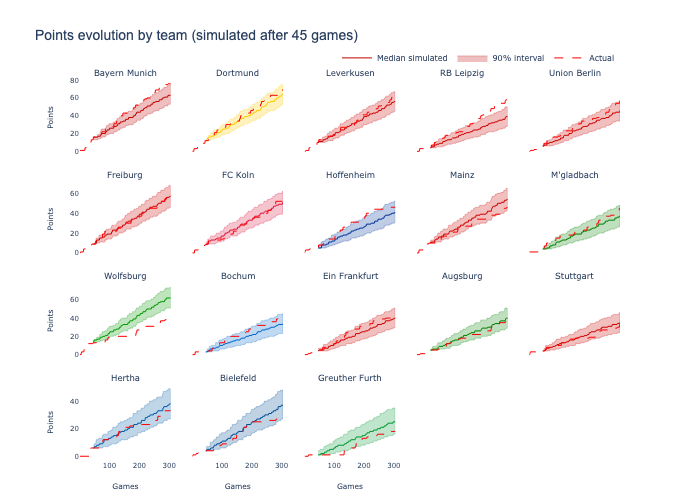 Points evolution by team (simulated after 45 games)
Median simulated 90% interval Actual
Bayern Munich Dortmund Leverkusen RB Leipzig Union Berlin
80
60
40
20
0
Points
Freiburg FC Koln Hoffenheim Mainz M'gladbach
60
40
20
0
Points
Wolfsburg Bochum Ein Frankfurt Augsburg Stuttgart
60
40
20
0
Points
Hertha Bielefeld Greuther Furth
40
20
0
Points
100 200 300 100 200 300 100 200 300
Games Games Games